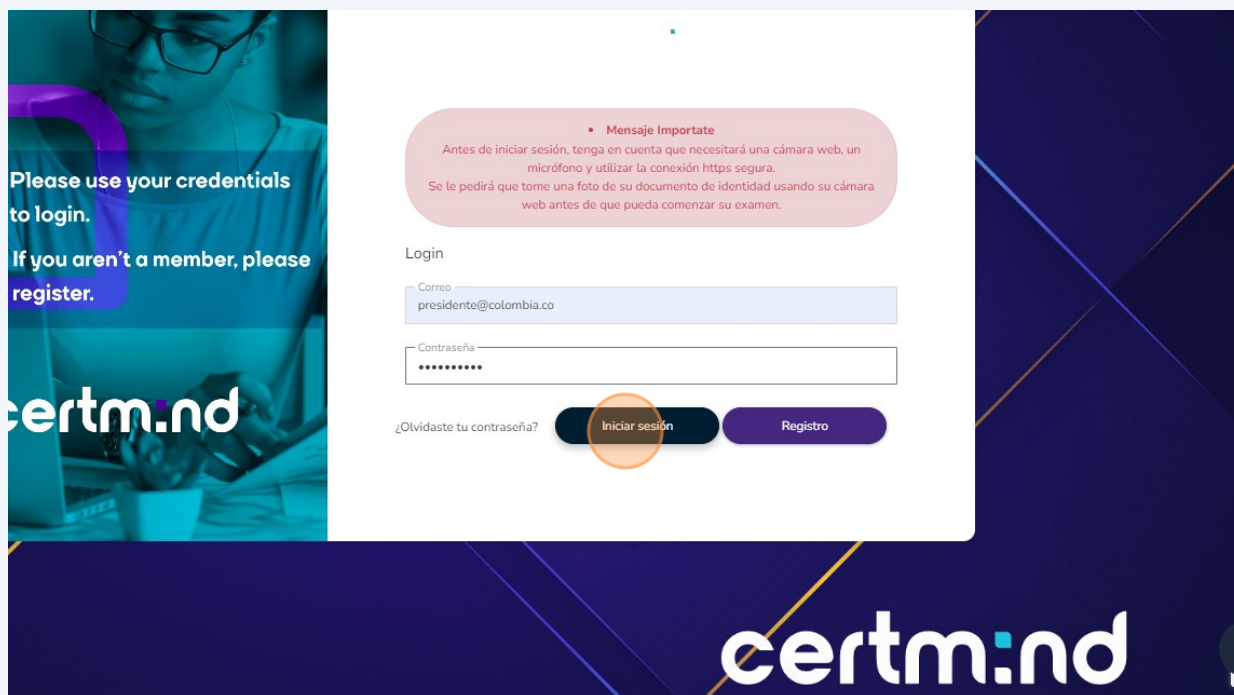 Please use your credentials
to login.
If you aren't a member, please
register.
certm:nd
• Mensaje Importate
Antes de iniciar sesión, tenga en cuenta que necesitará una cámara web, un
micrófono y utilizar la conexión https segura.
Se le pedirá que tome una foto de su documento de identidad usando su cámara
web antes de que pueda comenzar su examen.
Login
Correo
presidente@colombia.co
Contraseña
••••••••••
¿Olvidaste tu contraseña? Iniciar sesión Registro
certm:nd